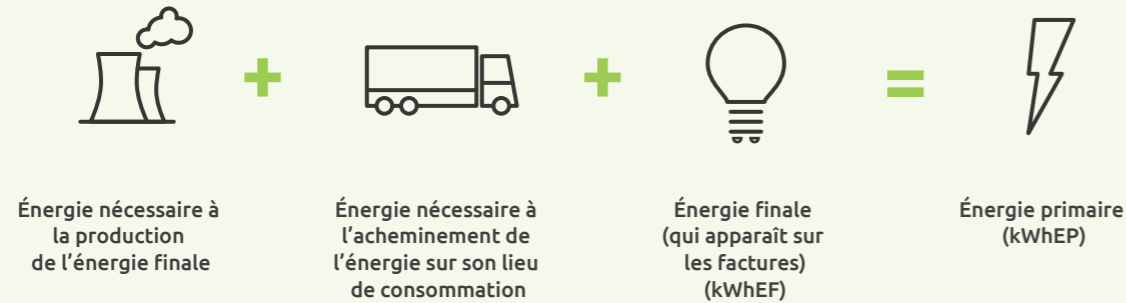 +
+
=
Énergie nécessaire à
la production
de l'énergie finale
Énergie nécessaire à
l'acheminement de
l'énergie sur son lieu
de consommation
Énergie finale
(qui apparaît sur
les factures)
(kWhEF)
Énergie primaire
(kWhEP)